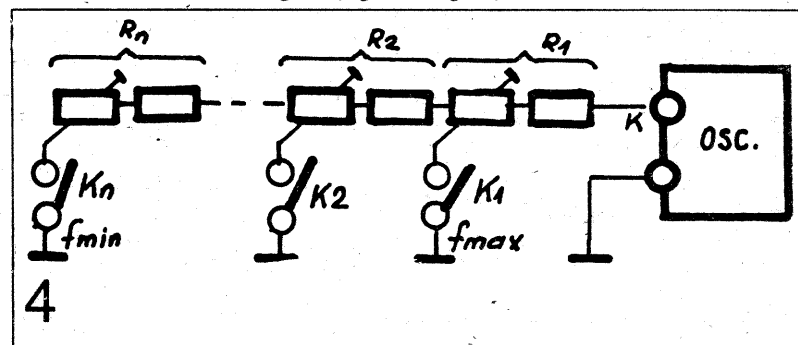 Rn R2 R1
K OSC.
Kn K2 K1
fmin fmax
4